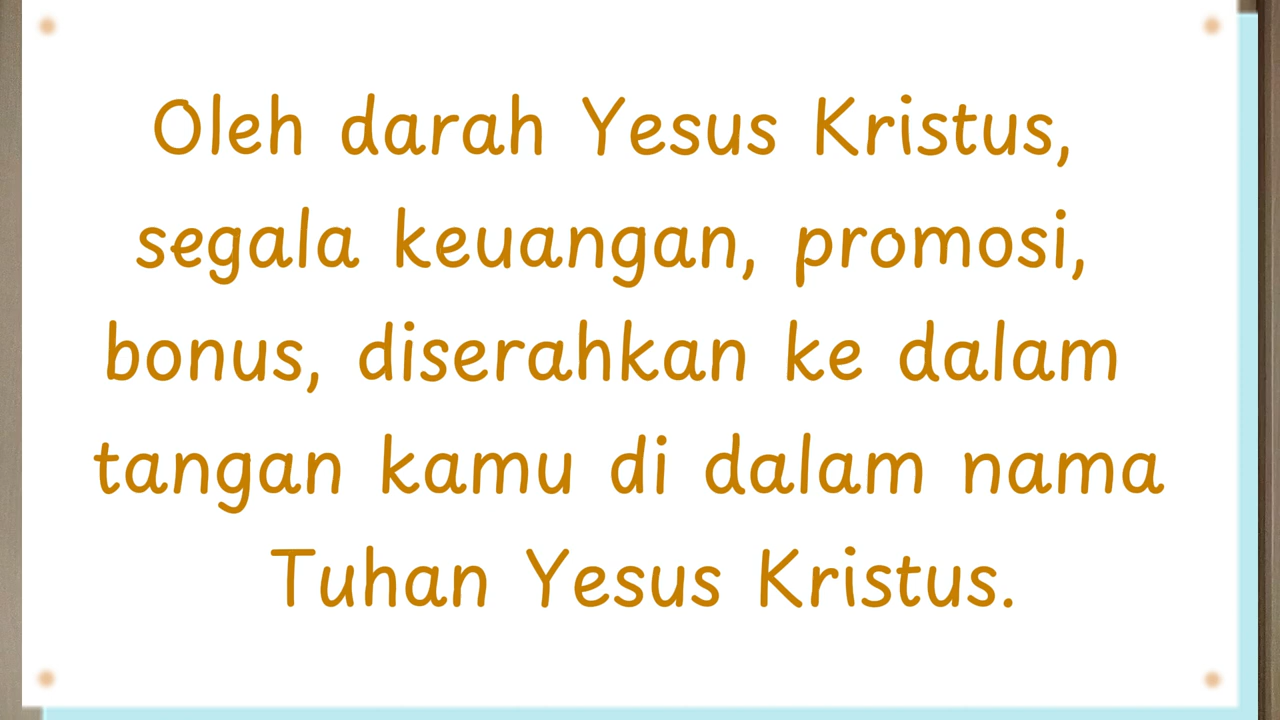 Oleh darah Yesus Kristus,
segala keuangan, promosi,
bonus, diserahkan ke dalam
tangan kamu di dalam nama
Tuhan Yesus Kristus.